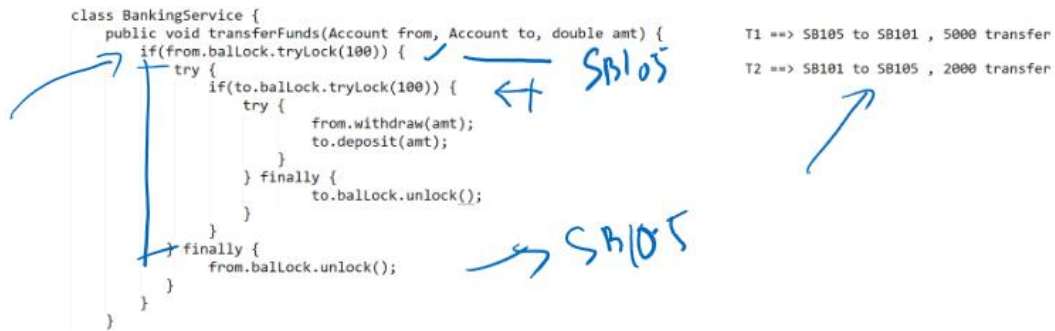 class BankingService {
public void transferFunds(Account from, Account to, double amt) {
T1 ==> SB105 to SB101 , 5000 transfer
if(from.balLock.tryLock(100)) {
SB105
T2 ==> SB101 to SB105 , 2000 transfer
try {
if(to.balLock.tryLock(100)) {
try {
from.withdraw(amt);
to.deposit(amt);
}
} finally {
to.balLock.unlock();
}
}
} finally {
SB105
from.balLock.unlock();
}
}
}